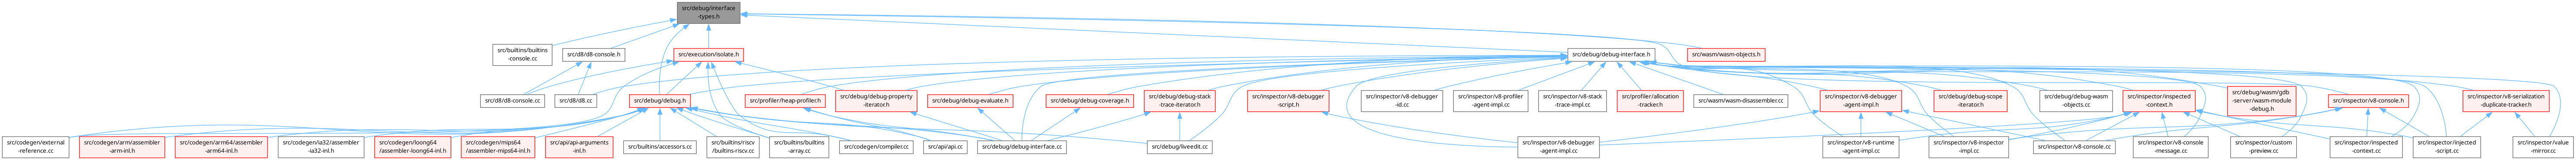 src/debug/interface
-types.h
src/builtins/builtins
-console.cc
src/d8/d8-console.h
src/execution/isolate.h
src/debug/debug-interface.h
src/wasm/wasm-objects.h
src/d8/d8-console.cc
src/d8/d8.cc
src/debug/debug.h
src/profiler/heap-profiler.h
src/debug/debug-property
-iterator.h
src/debug/debug-evaluate.h
src/debug/debug-coverage.h
src/debug/debug-stack
-trace-iterator.h
src/inspector/v8-debugger
-script.h
src/inspector/v8-debugger
-id.cc
src/inspector/v8-profiler
-agent-impl.cc
src/inspector/v8-stack
-trace-impl.cc
src/profiler/allocation
-tracker.h
src/wasm/wasm-disassembler.cc
src/inspector/v8-debugger
-agent-impl.h
src/debug/debug-scope
-iterator.h
src/debug/debug-wasm
-objects.cc
src/inspector/inspected
-context.h
src/debug/wasm/gdb
-server/wasm-module
-debug.h
src/inspector/v8-console.h
src/inspector/v8-serialization
-duplicate-tracker.h
src/codegen/external
-reference.cc
src/codegen/arm/assembler
-arm-inl.h
src/codegen/arm64/assembler
-arm64-inl.h
src/codegen/ia32/assembler
-ia32-inl.h
src/codegen/loong64
/assembler-loong64-inl.h
src/codegen/mips64
/assembler-mips64-inl.h
src/api/api-arguments
-inl.h
src/builtins/accessors.cc
src/builtins/riscv
/builtins-riscv.cc
src/builtins/builtins
-array.cc
src/codegen/compiler.cc
src/api/api.cc
src/debug/debug-interface.cc
src/debug/liveedit.cc
src/inspector/v8-debugger
-agent-impl.cc
src/inspector/v8-runtime
-agent-impl.cc
src/inspector/v8-inspector
-impl.cc
src/inspector/v8-console.cc
src/inspector/v8-console
-message.cc
src/inspector/custom
-preview.cc
src/inspector/inspected
-context.cc
src/inspector/injected
-script.cc
src/inspector/value
-mirror.cc